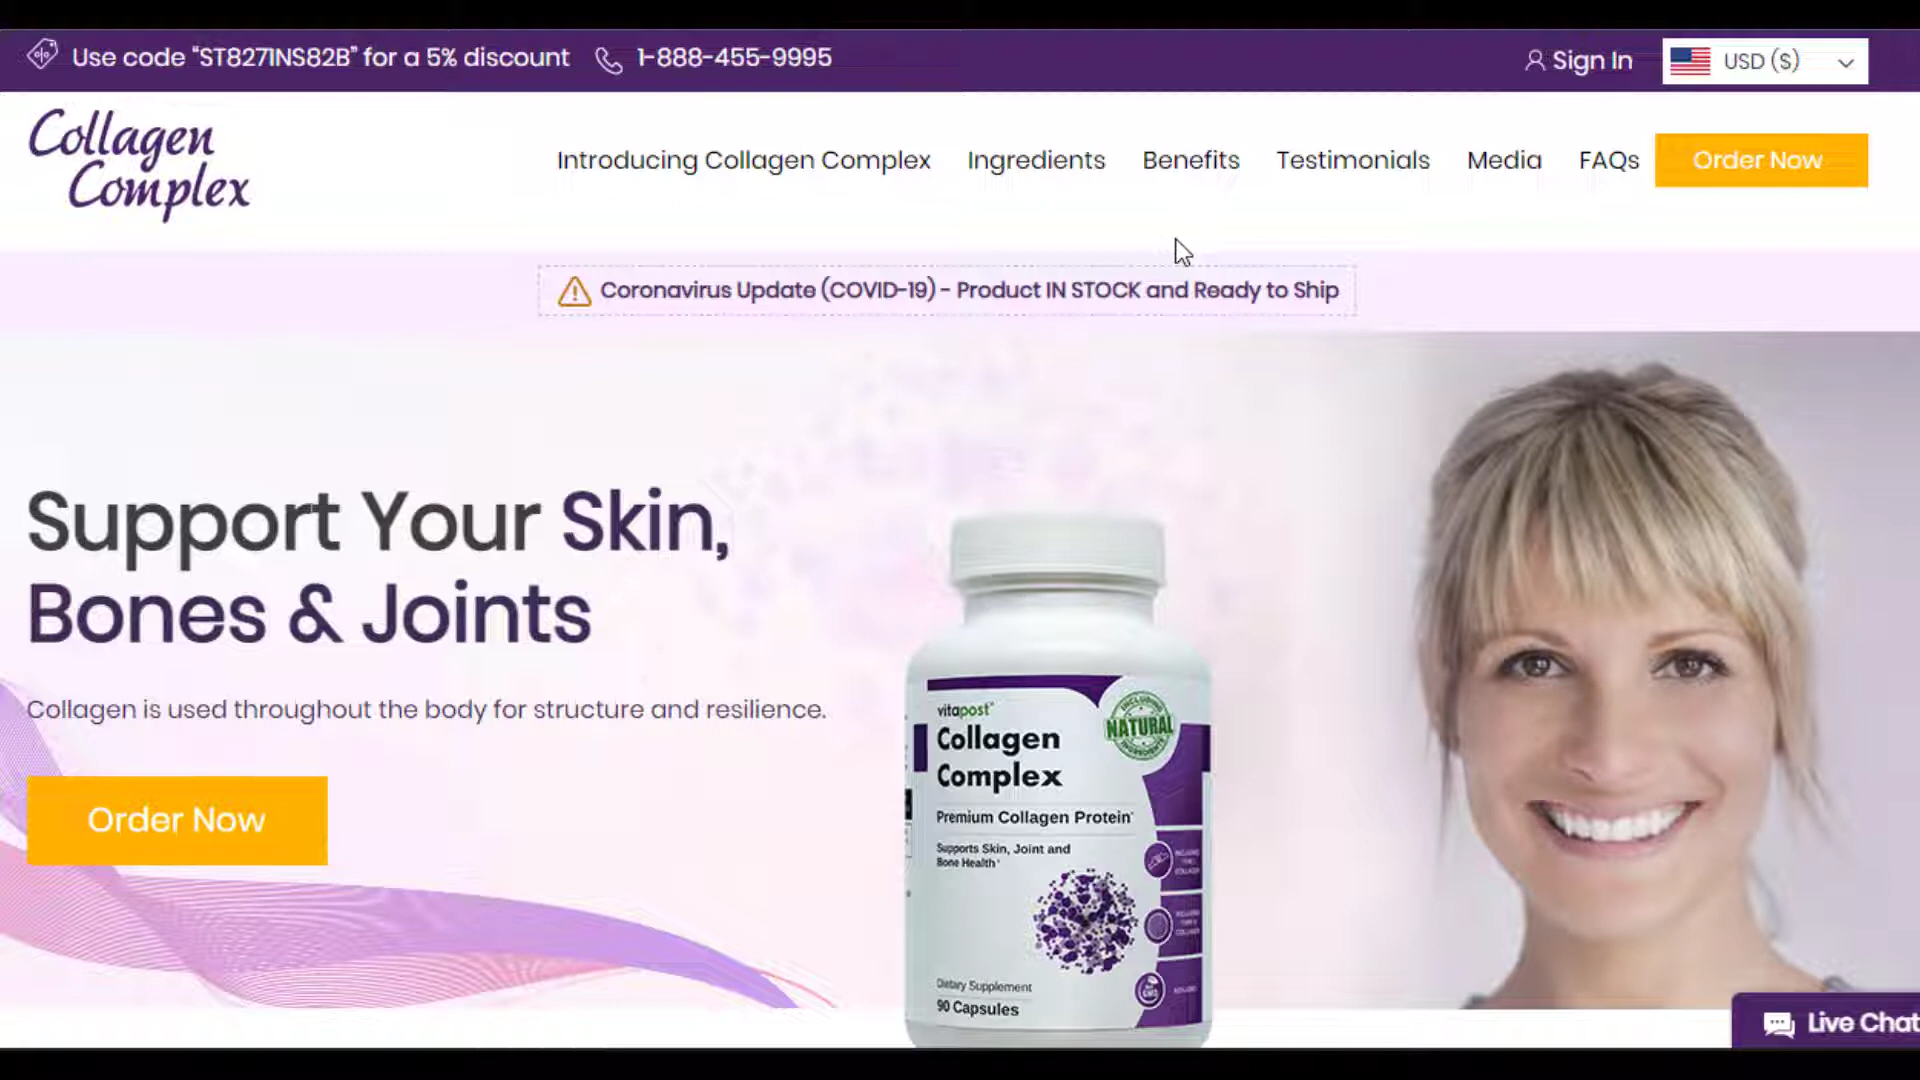 Use code "ST827INS82B" for a 5% discount
1-888-455-9995
Sign In
USD ($)
Collagen
Complex
Introducing Collagen Complex
Ingredients
Benefits
Testimonials
Media
FAQs
Order Now
Coronavirus Update (COVID-19) - Product IN STOCK and Ready to Ship
Support Your Skin,
Bones & Joints
Collagen is used throughout the body for structure and resilience.
Order Now
vitapost
INCLUDING
NATURAL
INGREDIENTS
Collagen
Complex
Premium Collagen Protein*
Supports Skin, Joint and
Bone Health*
Dietary Supplement
90 Capsules
Live Chat